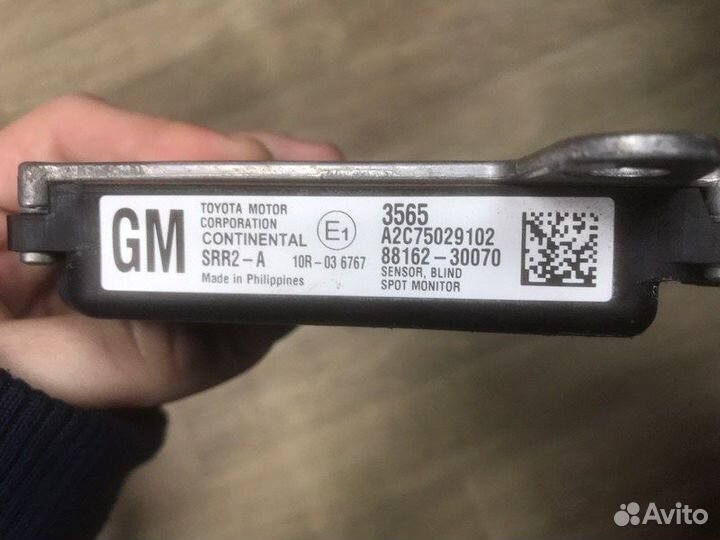 GM
TOYOTA MOTOR
CORPORATION
CONTINENTAL
SRR2-A 10R-03 6767
Made in Philippines
E1
3565
A2C75029102
88162-30070
SENSOR, BLIND
SPOT MONITOR
Avito